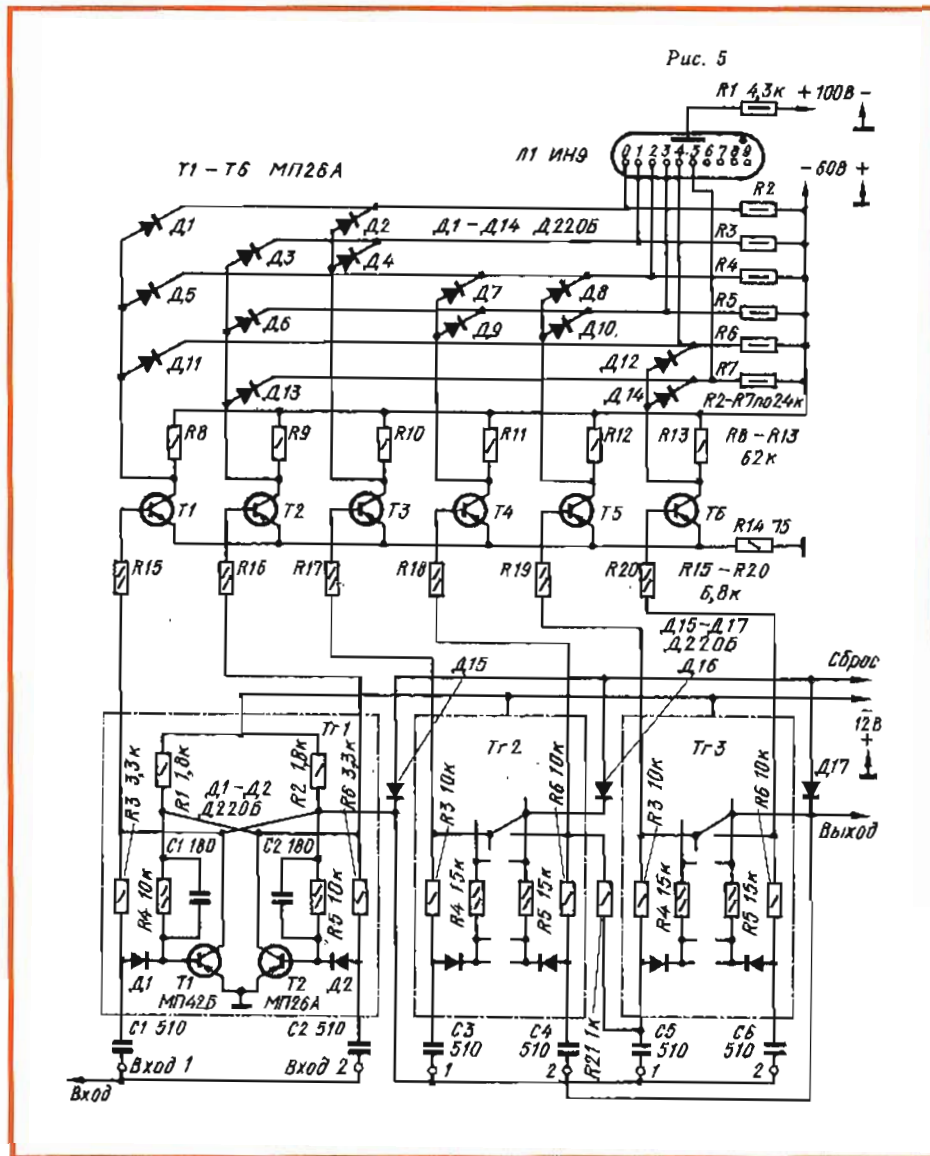 Рис. 5
R1 4,3к + 100В -
Л1 ИН9
0 1 2 3 4 5 6 7 8 9
Т1 - Т6 МП26А
- 60В +
Д1
Д2
Д1 - Д14 Д220Б
R2
Д3
Д4
R3
Д5
Д7
Д8
R4
Д6
Д9
Д10
R5
Д11
Д12
R6
Д13
Д14
R7
R2-R7 по 24к
R8
R9
R10
R11
R12
R13
R8 - R13
62к
Т1
Т2
Т3
Т4
Т5
Т6
R14 75
R15
R16
R17
R18
R19
R20
R15 - R20
6,8к
Д15-Д17
Д220Б
Д15
Д16
Сброс
-
12В
+
Тг1
Тг2
Тг3
Д17
Выход
R3 3,3к
R1 1,8к
Д1-Д2
Д220Б
R2 1,8к
R6 3,3к
R3 10к
R6 10к
R3 10к
R6 10к
C1 180
C2 180
R4 10к
R5 10к
R4 15к
R5 15к
R4 15к
R5 15к
Д1
Т1
МП42Б
Т2
МП26А
Д2
R21 1к
C1 510
C2 510
C3
510
C4
510
C5
510
C6
510
Вход 1
Вход 2
1
2
1
2
Вход